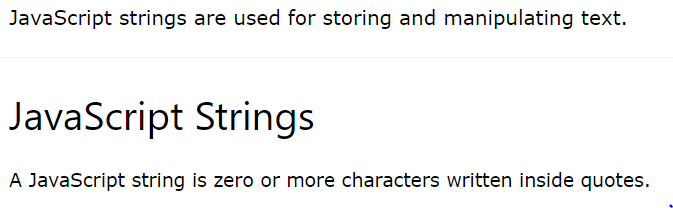 JavaScript strings are used for storing and manipulating text.
JavaScript Strings
A JavaScript string is zero or more characters written inside quotes.